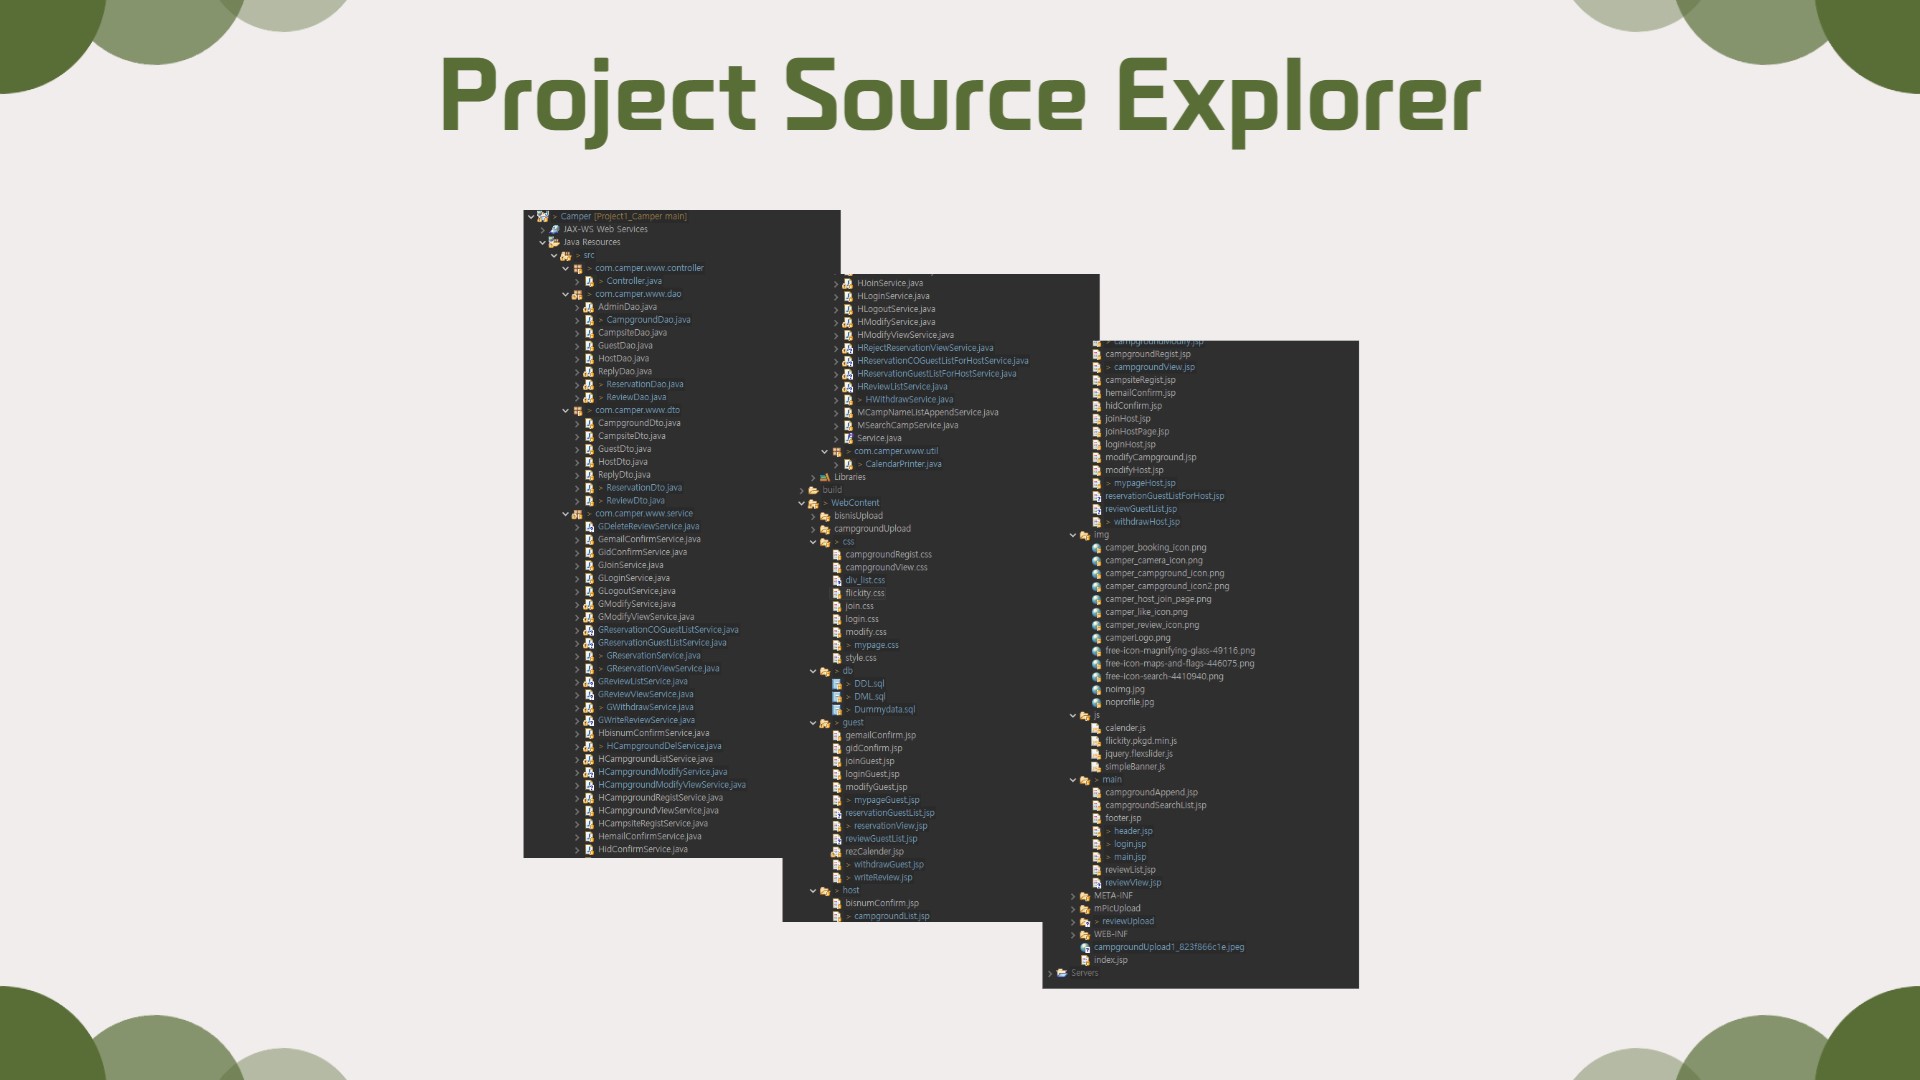 Project Source Explorer
> Camper [Project1_Camper main]
JAX-WS Web Services
Java Resources
> src
> com.camper.www.controller
> Controller.java
> com.camper.www.dao
AdminDao.java
> CampgroundDao.java
CampsiteDao.java
GuestDao.java
HostDao.java
ReplyDao.java
> ReservationDao.java
> ReviewDao.java
> com.camper.www.dto
CampgroundDto.java
CampsiteDto.java
GuestDto.java
HostDto.java
ReplyDto.java
> ReservationDto.java
> ReviewDto.java
> com.camper.www.service
GDeleteReviewService.java
GemailConfirmService.java
GidConfirmService.java
GJoinService.java
GLoginService.java
GLogoutService.java
GModifyService.java
GModifyViewService.java
GReservationCOGuestListService.java
GReservationGuestListService.java
> GReservationService.java
> GReservationViewService.java
GReviewListService.java
GReviewViewService.java
> GWithdrawService.java
GWriteReviewService.java
HbisnumConfirmService.java
> HCampgroundDelService.java
HCampgroundListService.java
HCampgroundModifyService.java
HCampgroundModifyViewService.java
HCampgroundRegistService.java
HCampgroundViewService.java
HCampsiteRegistService.java
HemailConfirmService.java
HidConfirmService.java
HJoinService.java
HLoginService.java
HLogoutService.java
HModifyService.java
HModifyViewService.java
HRejectReservationViewService.java
HReservationCOGuestListForHostService.java
HReservationGuestListForHostService.java
HReviewListService.java
> HWithdrawService.java
MCampNameListAppendService.java
MSearchCampService.java
Service.java
> com.camper.www.util
> CalendarPrinter.java
Libraries
build
> WebContent
bisnisUpload
campgroundUpload
> css
campgroundRegist.css
campgroundView.css
div_list.css
flickity.css
join.css
login.css
modify.css
> mypage.css
style.css
> db
> DDL.sql
> DML.sql
> Dummydata.sql
> guest
gemailConfirm.jsp
gidConfirm.jsp
joinGuest.jsp
loginGuest.jsp
modifyGuest.jsp
> mypageGuest.jsp
reservationGuestList.jsp
> reservationView.jsp
reviewGuestList.jsp
rezCalender.jsp
> withdrawGuest.jsp
> writeReview.jsp
> host
bisnumConfirm.jsp
> campgroundList.jsp
> campgroundModify.jsp
campgroundRegist.jsp
> campgroundView.jsp
campsiteRegist.jsp
hemailConfirm.jsp
hidConfirm.jsp
joinHost.jsp
joinHostPage.jsp
loginHost.jsp
modifyCampground.jsp
modifyHost.jsp
> mypageHost.jsp
reservationGuestListForHost.jsp
reviewGuestList.jsp
> withdrawHost.jsp
img
camper_booking_icon.png
camper_camera_icon.png
camper_campground_icon.png
camper_campground_icon2.png
camper_host_join_page.png
camper_like_icon.png
camper_review_icon.png
camperLogo.png
free-icon-magnifying-glass-49116.png
free-icon-maps-and-flags-446075.png
free-icon-search-4410940.png
noimg.jpg
noprofile.jpg
js
calender.js
flickity.pkgd.min.js
jquery.flexslider.js
simpleBanner.js
> main
campgroundAppend.jsp
campgroundSearchList.jsp
footer.jsp
> header.jsp
> login.jsp
> main.jsp
reviewList.jsp
reviewView.jsp
META-INF
mPicUpload
> reviewUpload
WEB-INF
campgroundUpload1_823f866c1e.jpeg
index.jsp
Servers